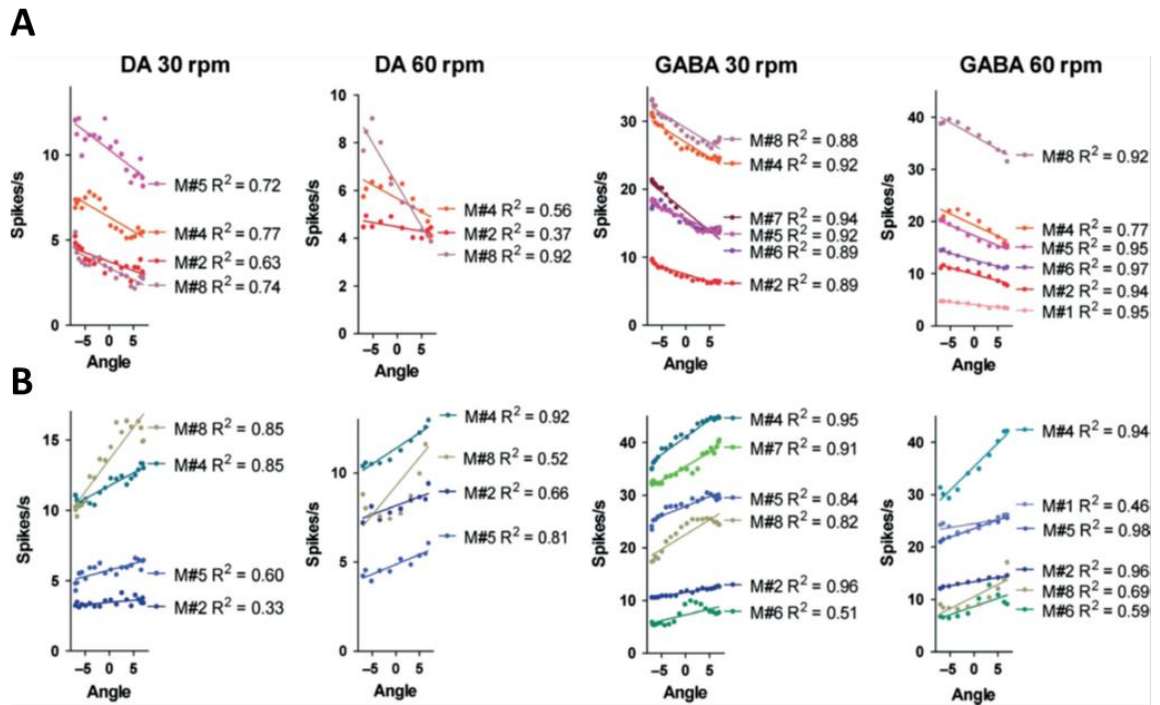 A
DA 30 rpm
DA 60 rpm
GABA 30 rpm
GABA 60 rpm
Spikes/s
10
5
0
M#5 R² = 0.72
M#4 R² = 0.77
M#2 R² = 0.63
M#8 R² = 0.74
–5 0 5
Angle
Spikes/s
10
8
6
4
2
0
M#4 R² = 0.56
M#2 R² = 0.37
M#8 R² = 0.92
–5 0 5
Angle
Spikes/s
30
20
10
0
M#8 R² = 0.88
M#4 R² = 0.92
M#7 R² = 0.94
M#5 R² = 0.92
M#6 R² = 0.89
M#2 R² = 0.89
–5 0 5
Angle
Spikes/s
40
30
20
10
0
M#8 R² = 0.92
M#4 R² = 0.77
M#5 R² = 0.95
M#6 R² = 0.97
M#2 R² = 0.94
M#1 R² = 0.95
–5 0 5
Angle
B
Spikes/s
15
10
5
0
M#8 R² = 0.85
M#4 R² = 0.85
M#5 R² = 0.60
M#2 R² = 0.33
–5 0 5
Angle
Spikes/s
10
5
0
M#4 R² = 0.92
M#8 R² = 0.52
M#2 R² = 0.66
M#5 R² = 0.81
–5 0 5
Angle
Spikes/s
40
30
20
10
0
M#4 R² = 0.95
M#7 R² = 0.91
M#5 R² = 0.84
M#8 R² = 0.82
M#2 R² = 0.96
M#6 R² = 0.51
–5 0 5
Angle
Spikes/s
40
30
20
10
0
M#4 R² = 0.94
M#1 R² = 0.46
M#5 R² = 0.98
M#2 R² = 0.96
M#8 R² = 0.69
M#6 R² = 0.59
–5 0 5
Angle